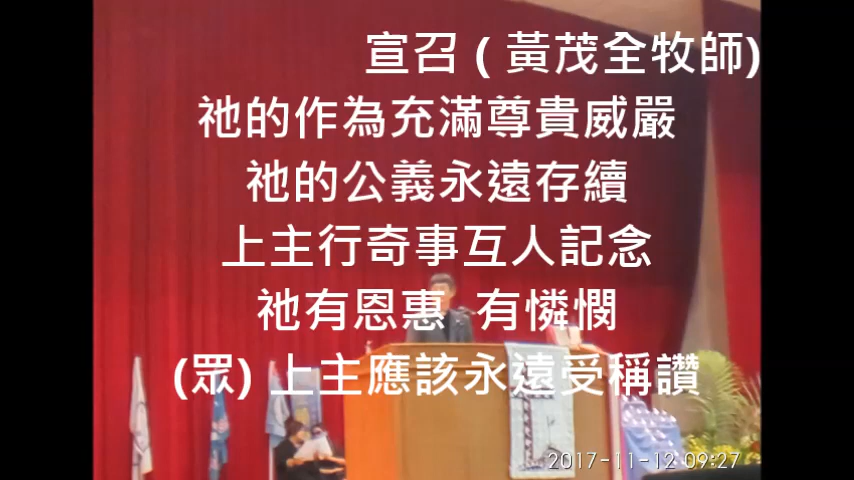 宣召 ( 黃茂全牧師)
祂的作為充滿尊貴威嚴
祂的公義永遠存續
上主行奇事互人記念
祂有恩惠 有憐憫
(眾) 上主應該永遠受稱讚
2017-11-12 09:27